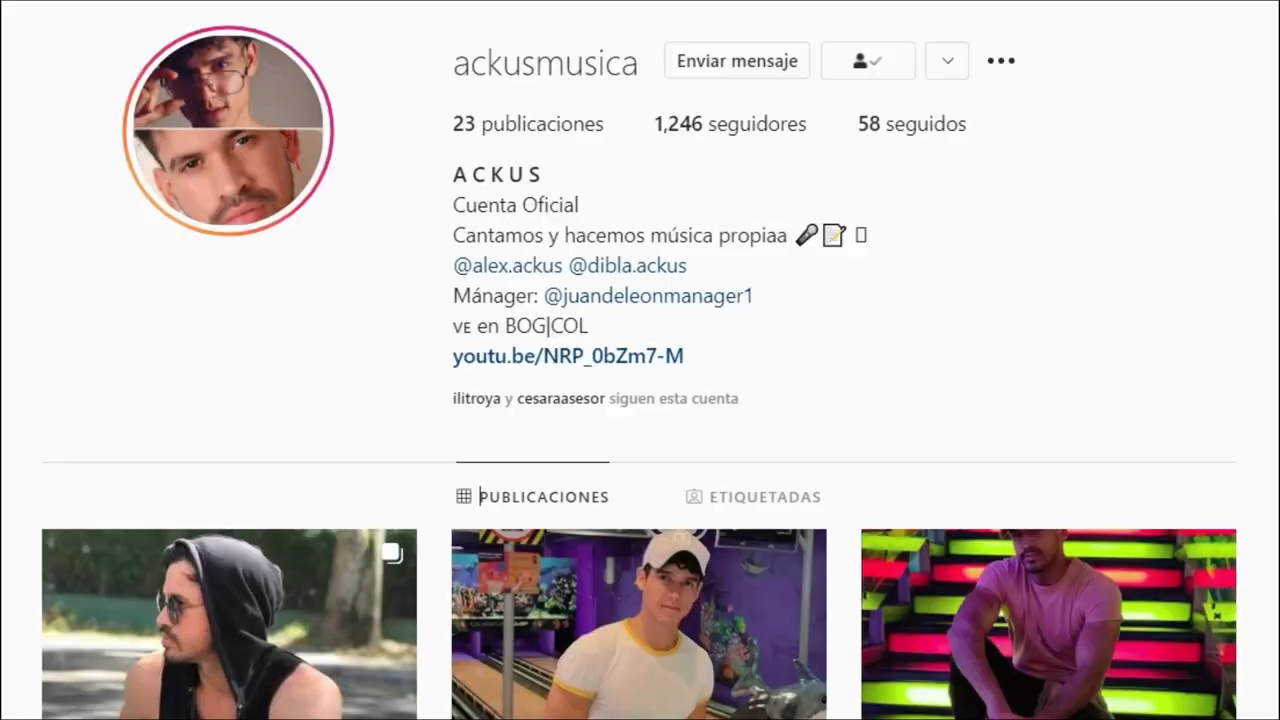 ackusmusica
Enviar mensaje
23 publicaciones 1,246 seguidores 58 seguidos
A C K U S
Cuenta Oficial
Cantamos y hacemos música propiaa 🎤📝
@alex.ackus @dibla.ackus
Mánager: @juandeleonmanager1
ᴠᴇ en BOG|COL
youtu.be/NRP_0bZm7-M
ilitroya y cesaraasesor siguen esta cuenta
PUBLICACIONES ETIQUETADAS